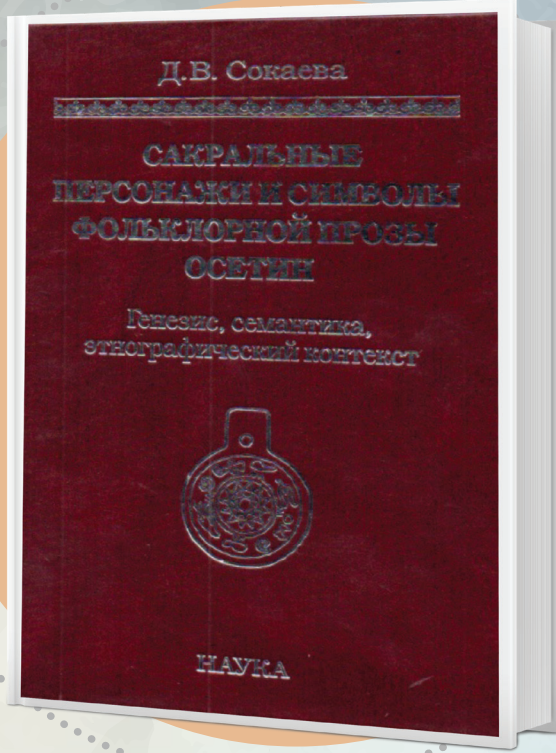 Д.В. Сокаева
САКРАЛЬНЫЕ
ПЕРСОНАЖИ И СИМВОЛЫ
ФОЛЬКЛОРНОЙ ПРОЗЫ
ОСЕТИН
Генезис, семантика,
этнографический контекст
НАУКА